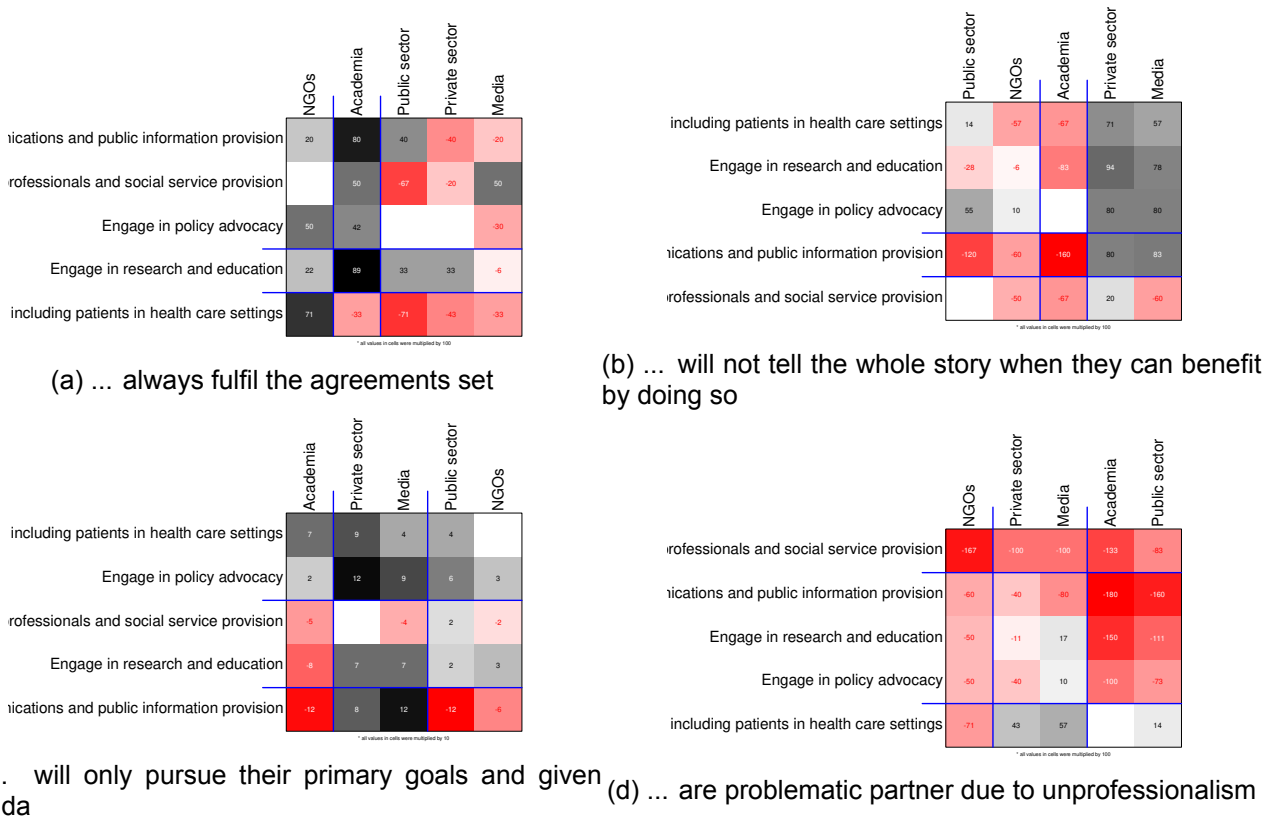 NGOs Academia Public sector Private sector Media
nications and public information provision 20 80 40 -40 -20
rofessionals and social service provision 50 -67 -20 50
Engage in policy advocacy 50 42 -30
Engage in research and education 22 89 33 33 -6
including patients in health care settings 71 -33 -71 -43 -33
* all values in cells were multiplied by 100
(a) ... always fulfil the agreements set
Public sector NGOs Academia Private sector Media
including patients in health care settings 14 -57 -67 71 57
Engage in research and education -28 -6 -83 94 78
Engage in policy advocacy 55 10 80 80
nications and public information provision -120 -60 -160 80 83
rofessionals and social service provision -50 -67 20 -60
* all values in cells were multiplied by 100
(b) ... will not tell the whole story when they can benefit
by doing so
Academia Private sector Media Public sector NGOs
including patients in health care settings 7 9 4 4
Engage in policy advocacy 2 12 9 6 3
rofessionals and social service provision -5 -4 2 -2
Engage in research and education -8 7 7 2 3
nications and public information provision -12 8 12 -12 -6
* all values in cells were multiplied by 10
. will only pursue their primary goals and given
da
NGOs Private sector Media Academia Public sector
rofessionals and social service provision -167 -100 -100 -133 -83
nications and public information provision -60 -40 -80 -180 -160
Engage in research and education -50 -11 17 -150 -111
Engage in policy advocacy -50 -40 10 -100 -73
including patients in health care settings -71 43 57 14
* all values in cells were multiplied by 100
(d) ... are problematic partner due to unprofessionalism